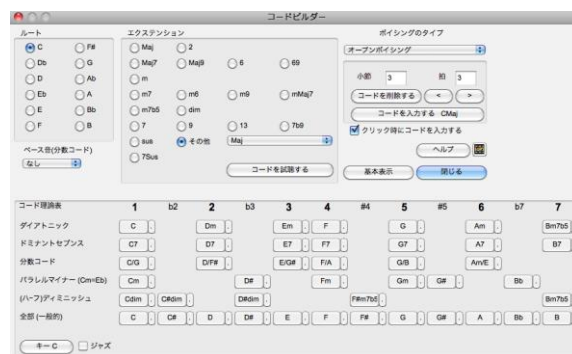 コードビルダー
ルート
エクステンション
ボイシングのタイプ
C F#
Db G
D Ab
Eb A
E Bb
F B
Maj 2
Maj7 Maj9 6 69
m
m7 m6 m9 mMaj7
m7b5 dim
7 9 13 7b9
sus その他 Maj
7Sus
コードを試聴する
ベース音(分数コード)
なし
オープンボイシング
小節 3 拍 3
コードを削除する < >
コードを入力する CMaj
クリック時にコードを入力する
ヘルプ
基本表示 閉じる
コード理論表 1 b2 2 b3 3 4 #4 5 #5 6 b7 7
ダイアトニック C Dm Em F G Am Bm7b5
ドミナントセブンス C7 D7 E7 F7 G7 A7 B7
分数コード C/G D/F# E/G# F/A G/B Am/E
パラレルマイナー (Cm=Eb) Cm D# Fm Gm G# Bb
(ハーフ)ディミニッシュ Cdim C#dim D#dim F#m7b5 Bm7b5
全部 (一般的) C C# D D# E F F# G G# A Bb B
キー C ジャズ